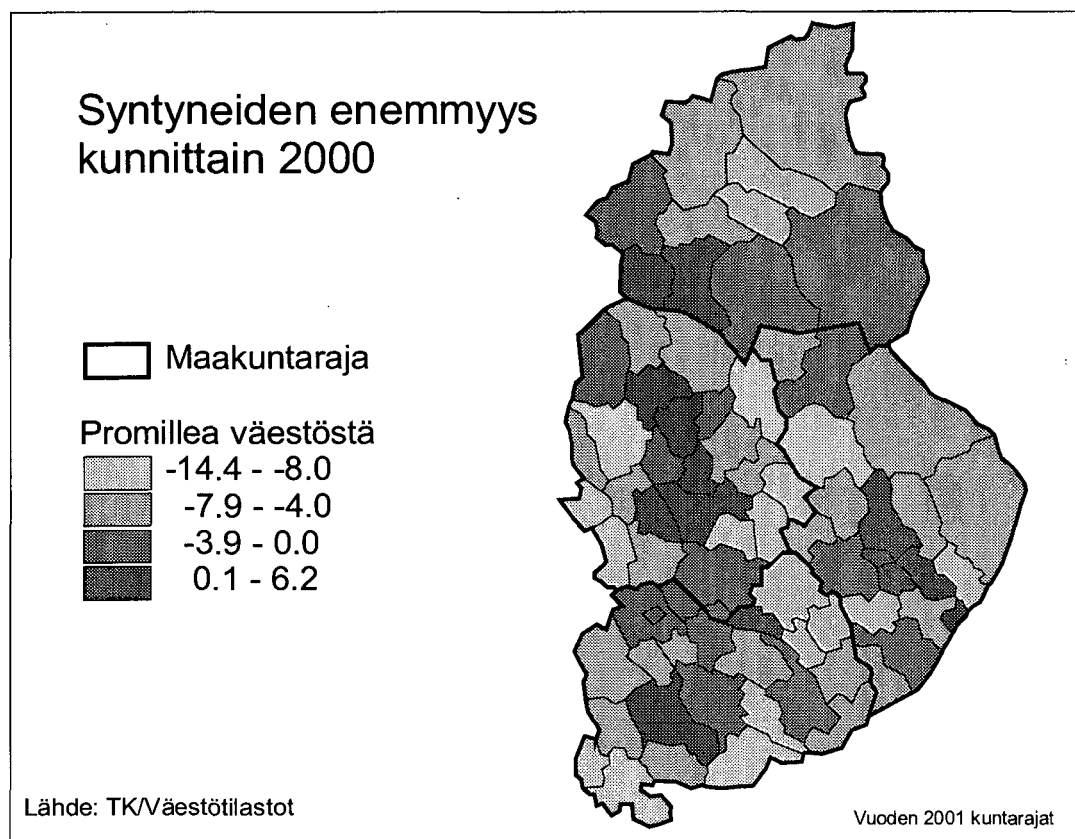 Syntyneiden enemmyys
kunnittain 2000
Maakuntaraja
Promillea väestöstä
-14.4 - -8.0
-7.9 - -4.0
-3.9 - 0.0
0.1 - 6.2
Lähde: TK/Väestötilastot
Vuoden 2001 kuntarajat